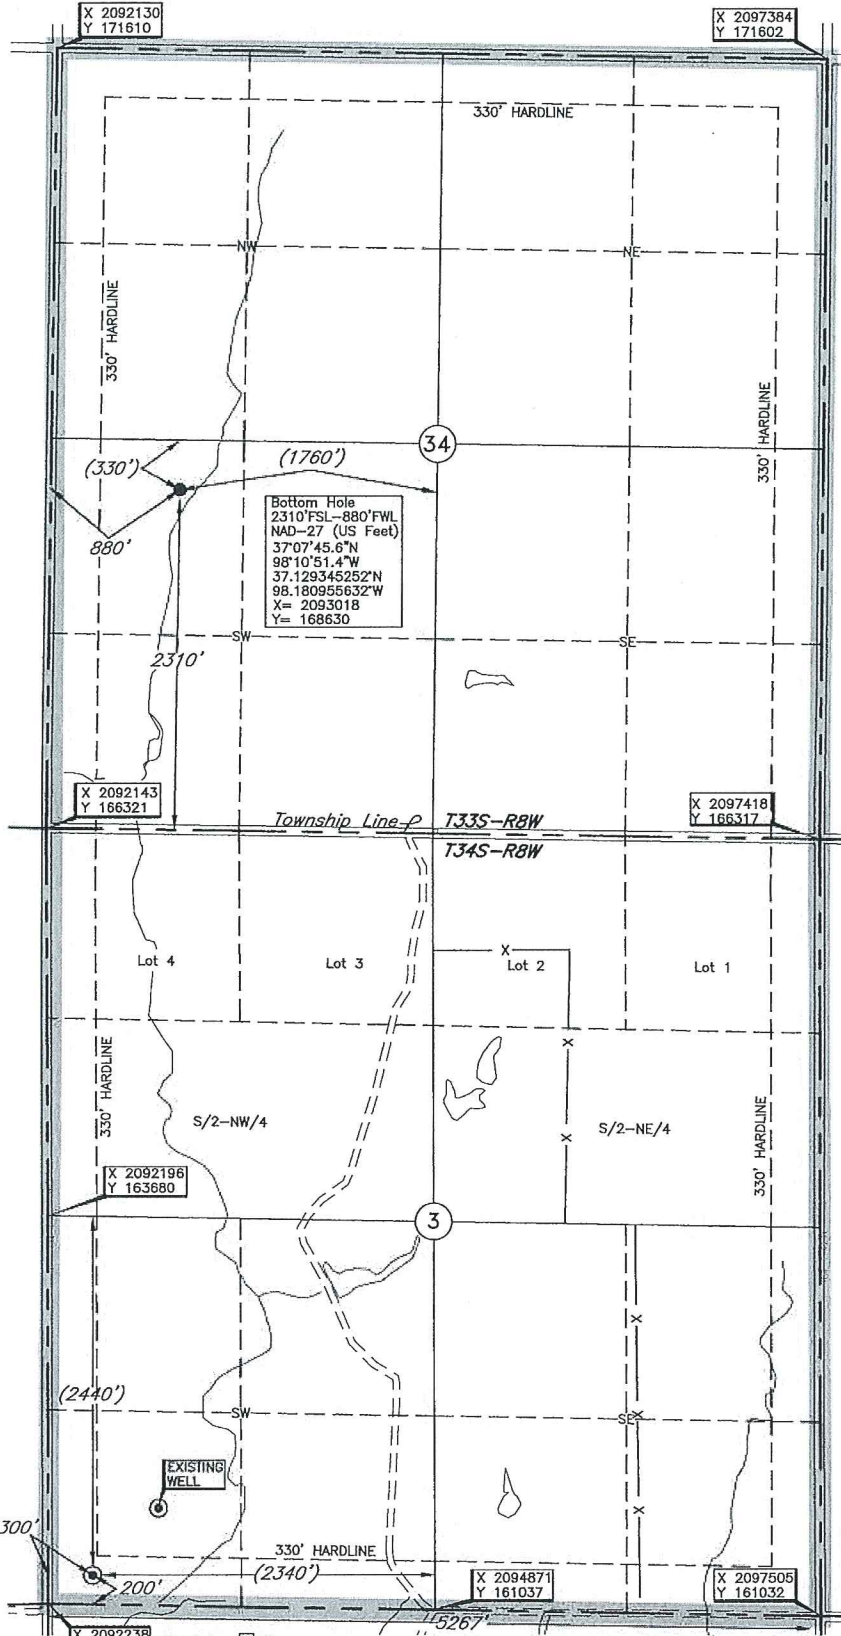 X 2092130
Y 171610
X 2097384
Y 171602
330' HARDLINE
NW
NE
330' HARDLINE
330' HARDLINE
34
(330')
(1760')
880'
Bottom Hole
2310'FSL-880'FWL
NAD-27 (US Feet)
37°07'45.6"N
98°10'51.4"W
37.129345252°N
98.180955632°W
X= 2093018
Y= 168630
SW
SE
2310'
X 2092143
Y 166321
X 2097418
Y 166317
Township Line
T33S-R8W
T34S-R8W
Lot 4
Lot 3
Lot 2
Lot 1
X
X
X
330' HARDLINE
S/2-NW/4
S/2-NE/4
330' HARDLINE
X 2092196
Y 163680
3
X
(2440')
SW
SE
X
EXISTING
WELL
X
300'
330' HARDLINE
(2340')
200'
X 2094871
Y 161037
X 2097505
Y 161032
5267'
X 2092238